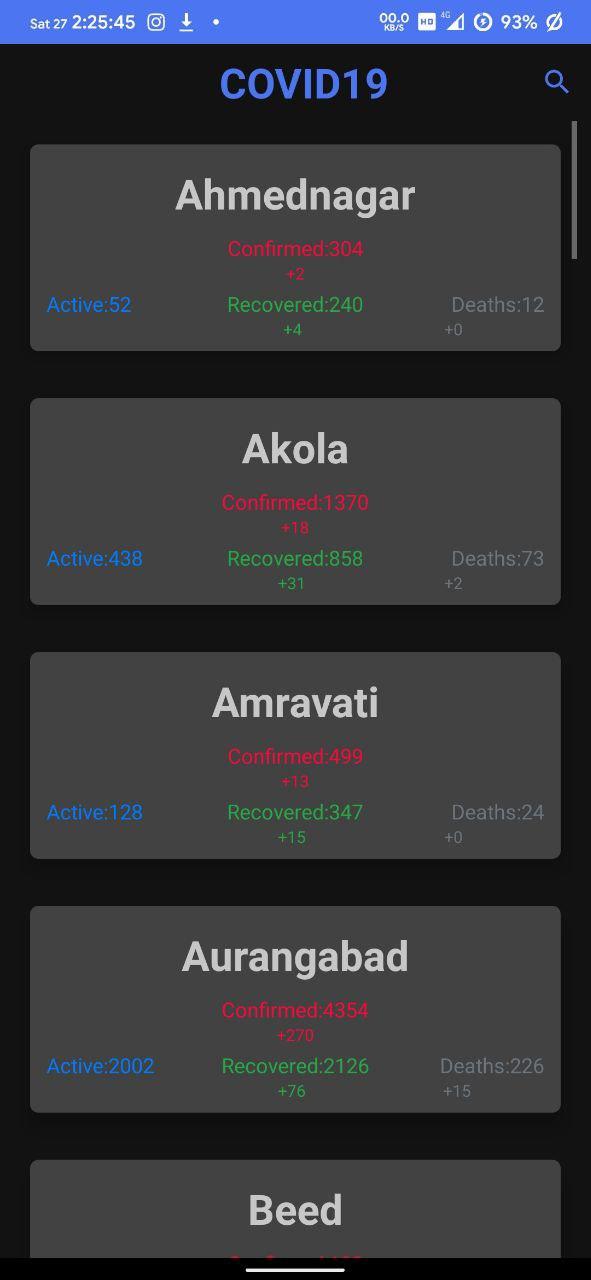 Sat 27 2:25:45 00.0 KB/S HD 4G 93%
COVID19
Ahmednagar
Confirmed:304
+2
Active:52 Recovered:240 Deaths:12
+4 +0
Akola
Confirmed:1370
+18
Active:438 Recovered:858 Deaths:73
+31 +2
Amravati
Confirmed:499
+13
Active:128 Recovered:347 Deaths:24
+15 +0
Aurangabad
Confirmed:4354
+270
Active:2002 Recovered:2126 Deaths:226
+76 +15
Beed